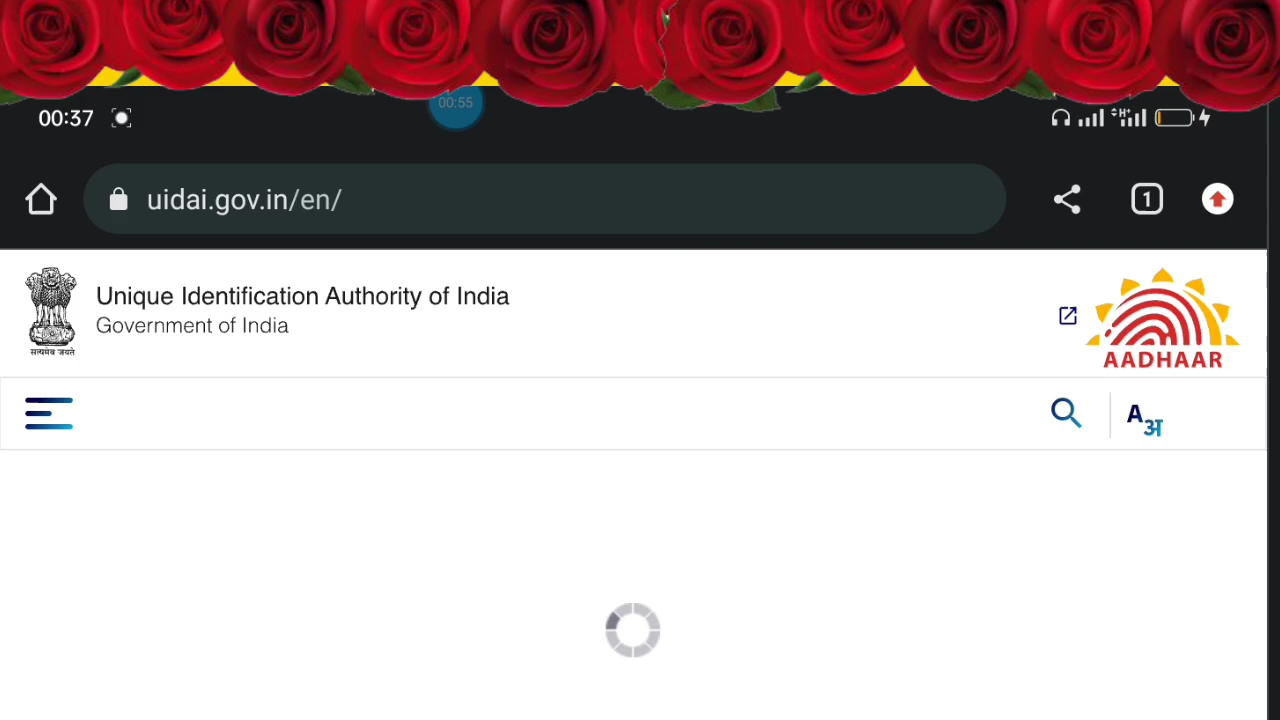 00:55
00:37
H+
uidai.gov.in/en/
1
Unique Identification Authority of India
Government of India
सत्यमेव जयते
AADHAAR
A अ